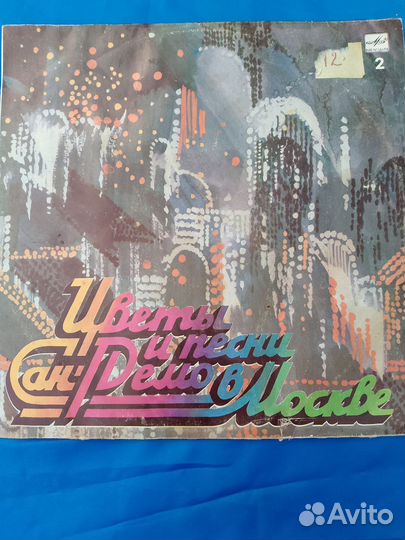 12
2
Цветы
и песни
Сан-Ремо в Москве
Avito